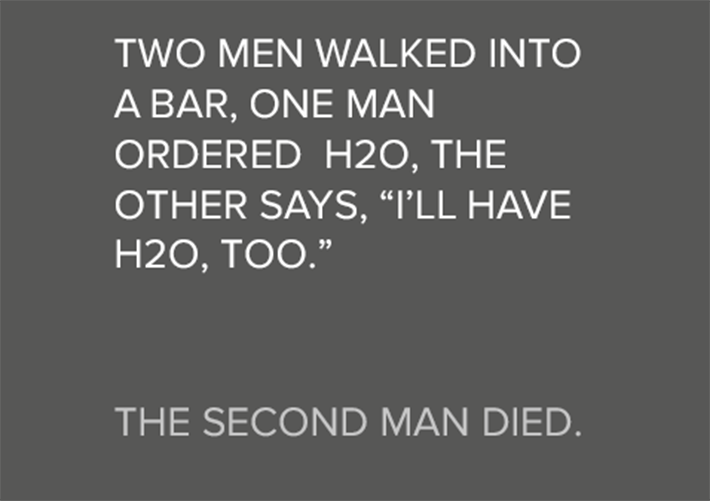 TWO MEN WALKED INTO
A BAR, ONE MAN
ORDERED  H2O, THE
OTHER SAYS, “I’LL HAVE
H2O, TOO.”
THE SECOND MAN DIED.